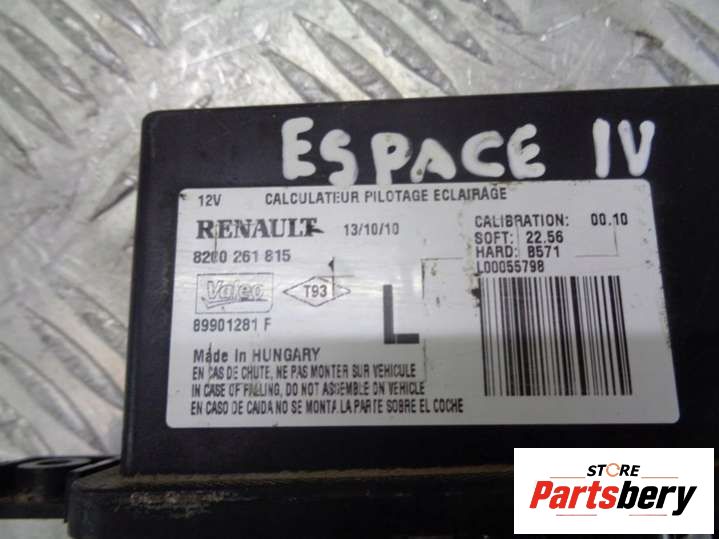 ESPACE IV
12V CALCULATEUR PILOTAGE ECLAIRAGE
RENAULT 13/10/10 CALIBRATION: 00.10
8200 261 815 SOFT: 22.56
HARD: B571
L00055798
Valeo T93
89901281 F L
Made In HUNGARY
EN CAS DE CHUTE, NE PAS MONTER SUR VEHICULE
IN CASE OF FALLING, DO NOT ASSEMBLE ON VEHICLE
EN CASO DE CAIDA NO SE MONTA LA PARTE SOBRE EL COCHE
STORE
Partsbery